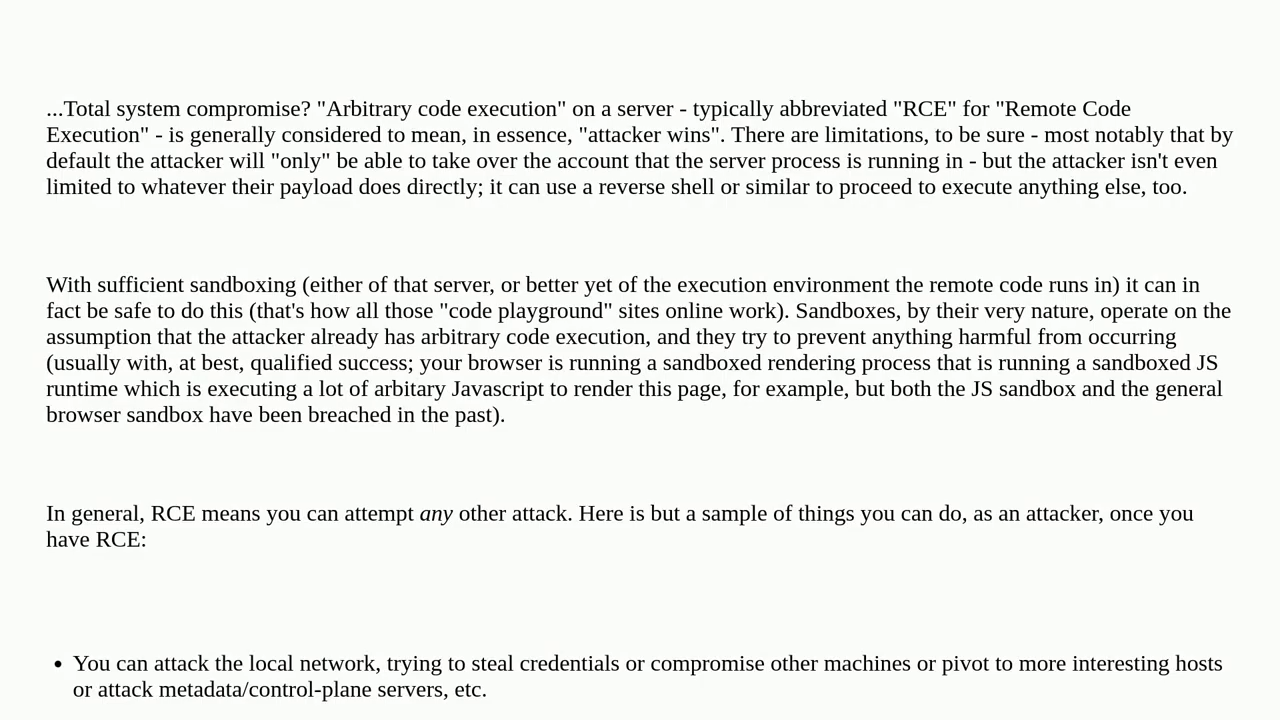 ...Total system compromise? "Arbitrary code execution" on a server - typically abbreviated "RCE" for "Remote Code
Execution" - is generally considered to mean, in essence, "attacker wins". There are limitations, to be sure - most notably that by
default the attacker will "only" be able to take over the account that the server process is running in - but the attacker isn't even
limited to whatever their payload does directly; it can use a reverse shell or similar to proceed to execute anything else, too.
With sufficient sandboxing (either of that server, or better yet of the execution environment the remote code runs in) it can in
fact be safe to do this (that's how all those "code playground" sites online work). Sandboxes, by their very nature, operate on the
assumption that the attacker already has arbitrary code execution, and they try to prevent anything harmful from occurring
(usually with, at best, qualified success; your browser is running a sandboxed rendering process that is running a sandboxed JS
runtime which is executing a lot of arbitary Javascript to render this page, for example, but both the JS sandbox and the general
browser sandbox have been breached in the past).
In general, RCE means you can attempt any other attack. Here is but a sample of things you can do, as an attacker, once you
have RCE:
• You can attack the local network, trying to steal credentials or compromise other machines or pivot to more interesting hosts
or attack metadata/control-plane servers, etc.